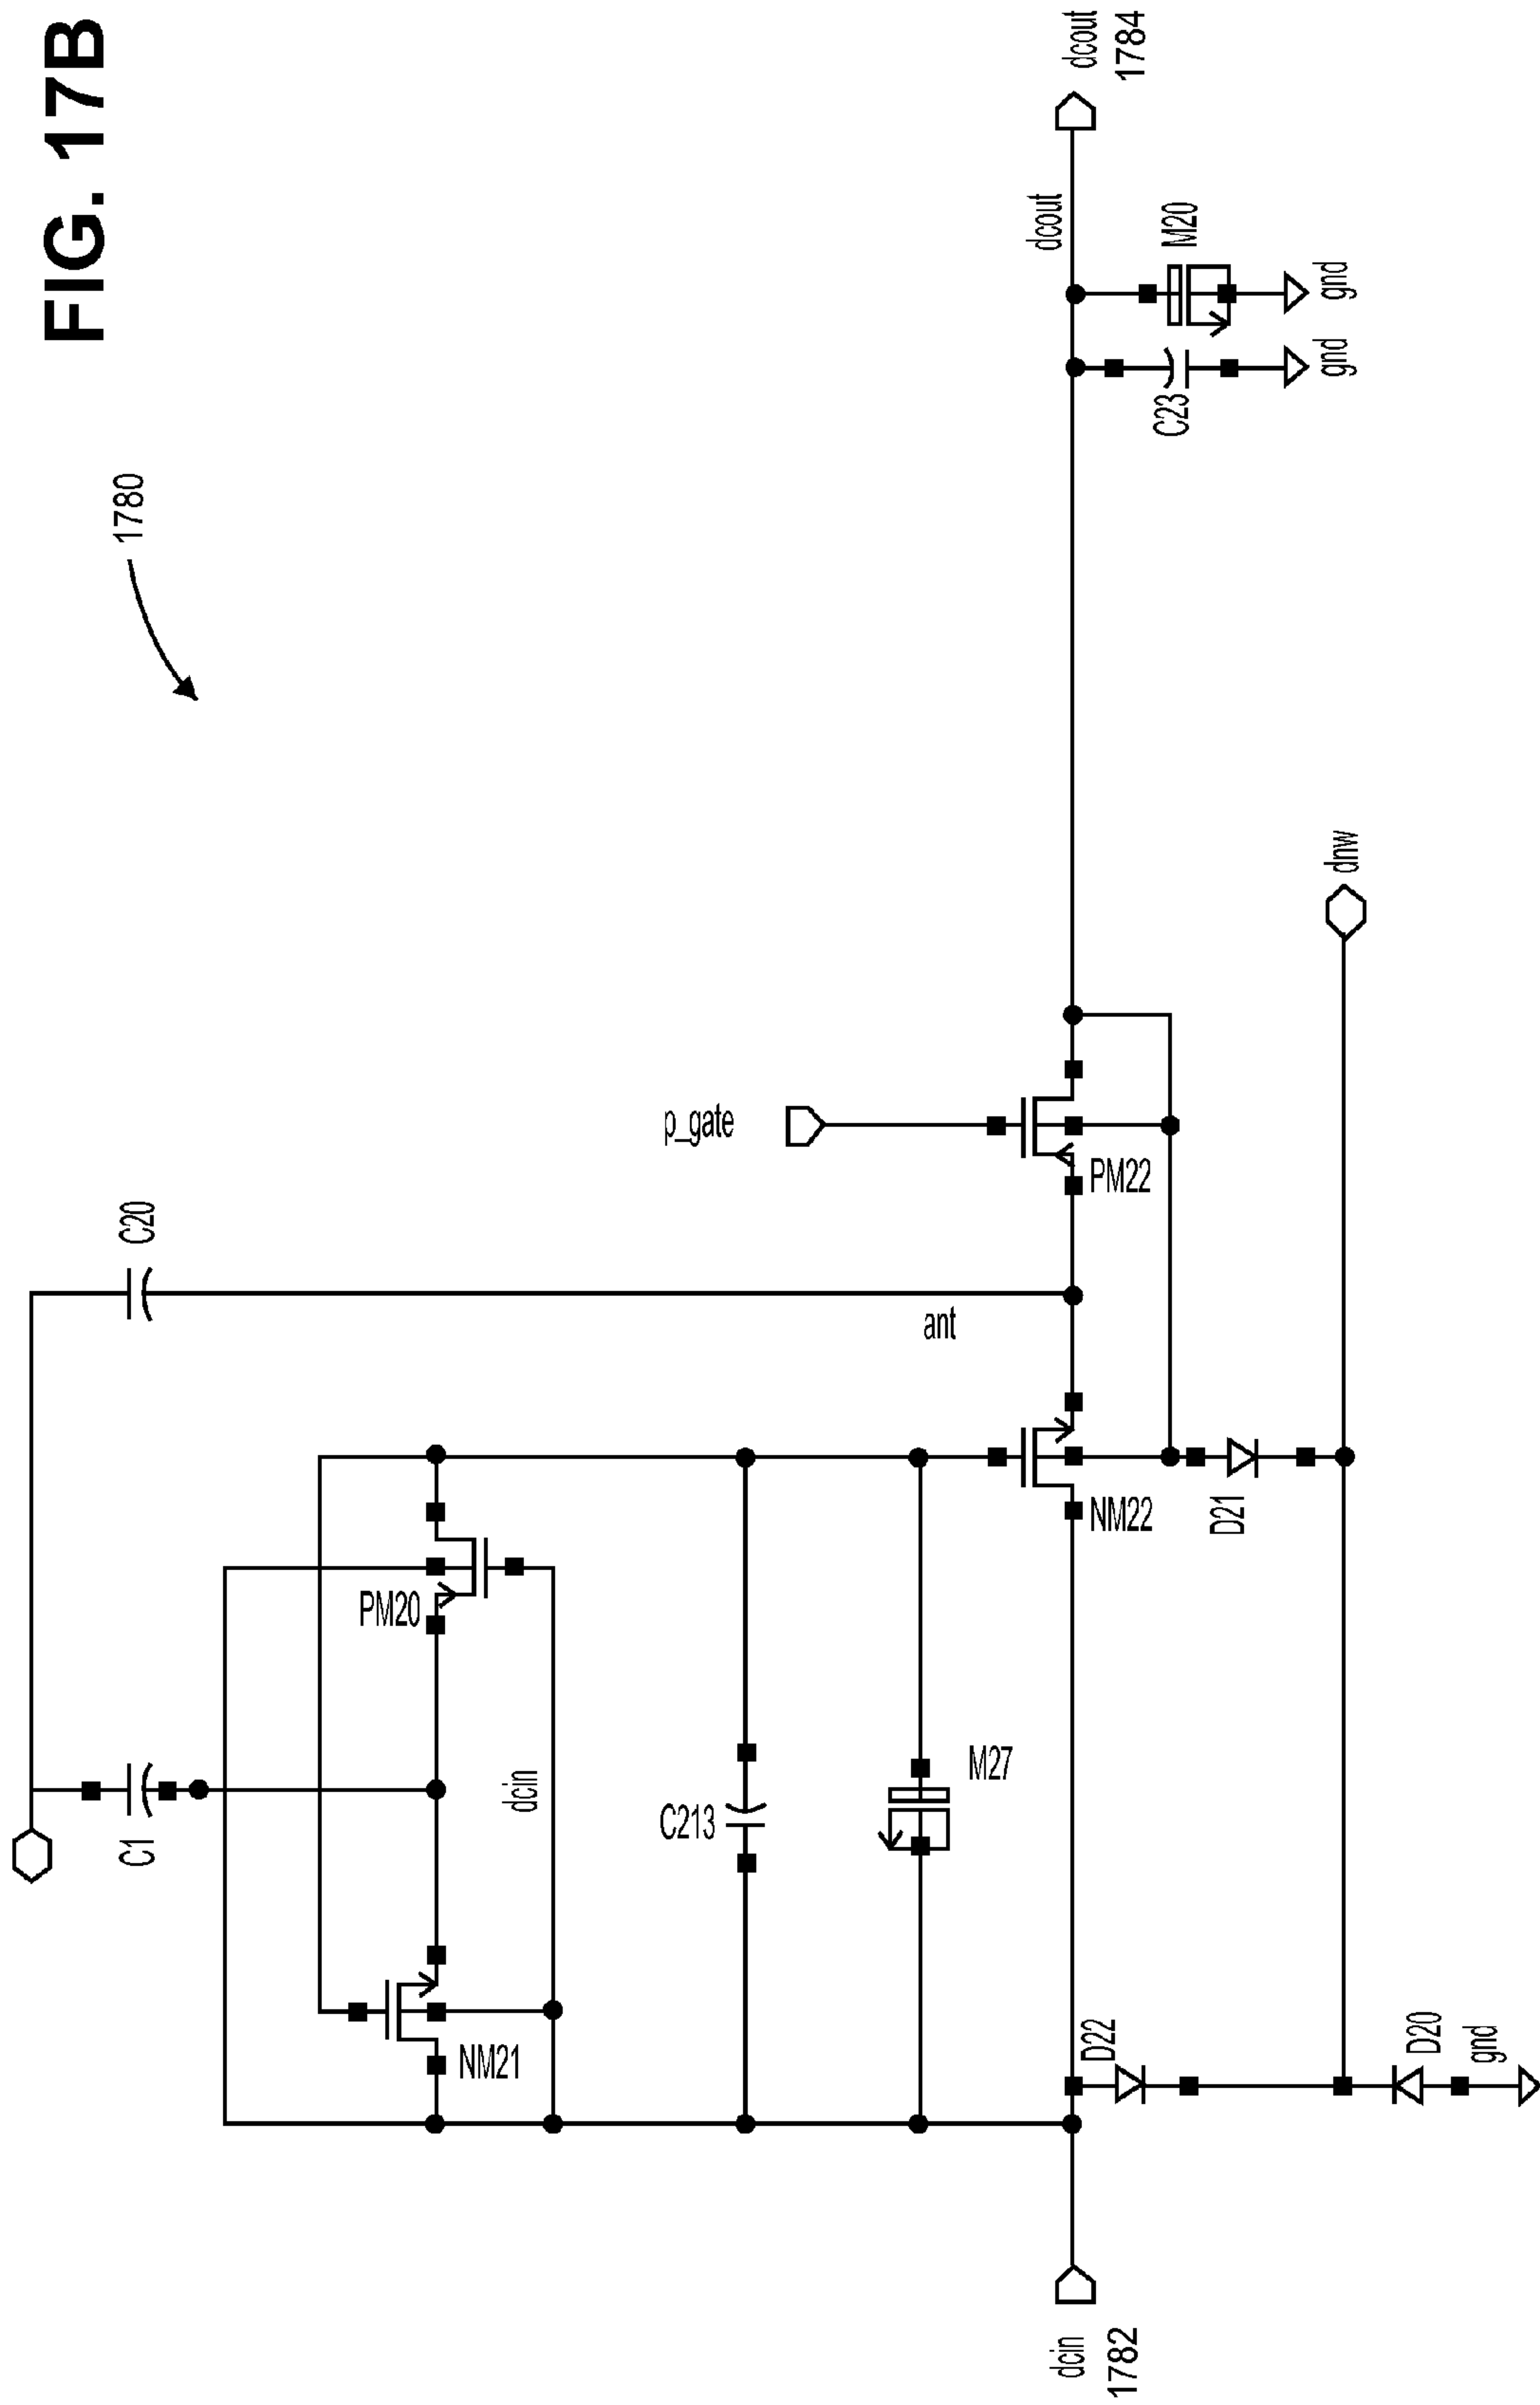 FIG. 17B
1780
C1
C20
NM21
PM20
dcin
C213
M27
ant
p_gate
NM22
PM22
dcin
1782
D22
D21
D20
gnd
dnw
dcout
C23
gnd
M20
gnd
dcout
1784